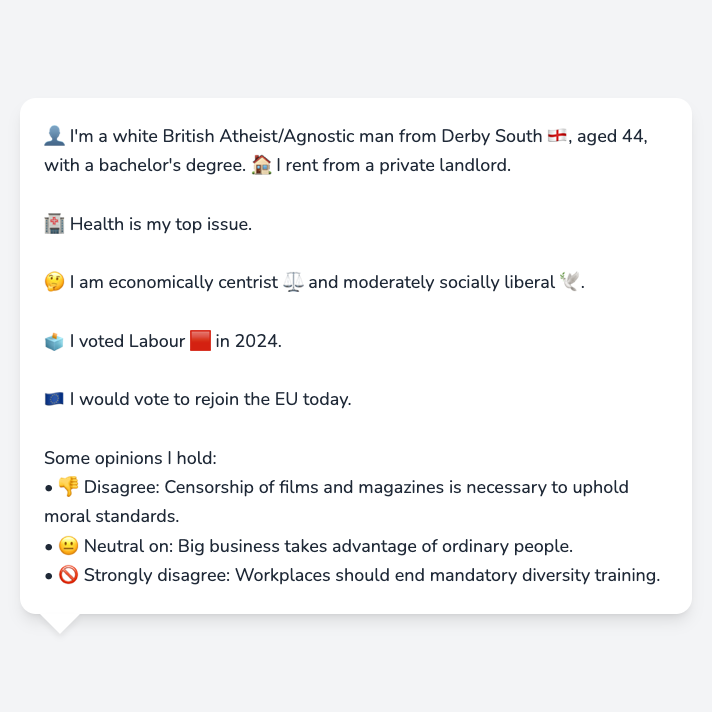 👤 I'm a white British Atheist/Agnostic man from Derby South 🏴󠁧󠁢󠁥󠁮󠁧󠁿, aged 44,
with a bachelor's degree. 🏠 I rent from a private landlord.
🏥 Health is my top issue.
🤔 I am economically centrist ⚖️ and moderately socially liberal 🕊️.
🗳️ I voted Labour 🟥 in 2024.
🇪🇺 I would vote to rejoin the EU today.
Some opinions I hold:
• 👎 Disagree: Censorship of films and magazines is necessary to uphold
moral standards.
• 😐 Neutral on: Big business takes advantage of ordinary people.
• 🚫 Strongly disagree: Workplaces should end mandatory diversity training.